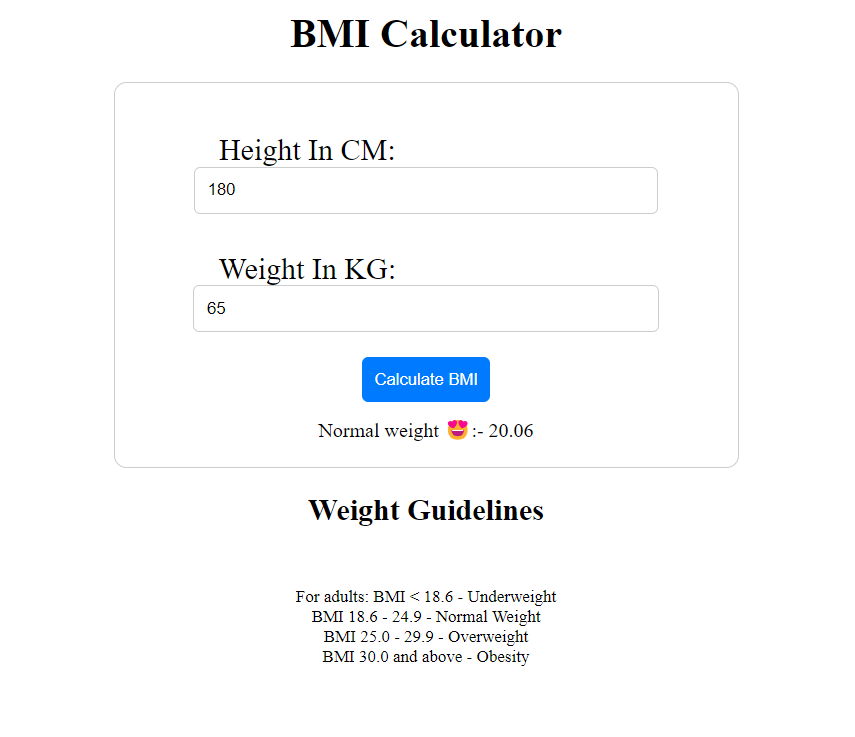 BMI Calculator
Height In CM:
180
Weight In KG:
65
Calculate BMI
Normal weight 😍 :- 20.06
Weight Guidelines
For adults: BMI < 18.6 - Underweight
BMI 18.6 - 24.9 - Normal Weight
BMI 25.0 - 29.9 - Overweight
BMI 30.0 and above - Obesity